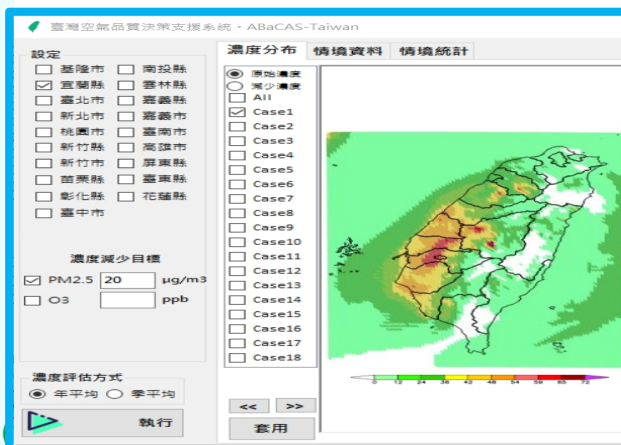 臺灣空氣品質決策支援系統 - ABaCAS-Taiwan
設定
基隆市 南投縣
宜蘭縣 雲林縣
臺北市 嘉義縣
新北市 嘉義市
桃園市 臺南市
新竹縣 高雄市
新竹市 屏東縣
苗栗縣 臺東縣
彰化縣 花蓮縣
臺中市
濃度減少目標
PM2.5 20 μg/m3
O3 ppb
濃度評估方式
年平均 季平均
執行
濃度分布 情境資料 情境統計
原始濃度
減少濃度
All
Case1
Case2
Case3
Case4
Case5
Case6
Case7
Case8
Case9
Case10
Case11
Case12
Case13
Case14
Case15
Case16
Case17
Case18
<< >>
套用
0 12 24 36 42 48 54 59 65 72